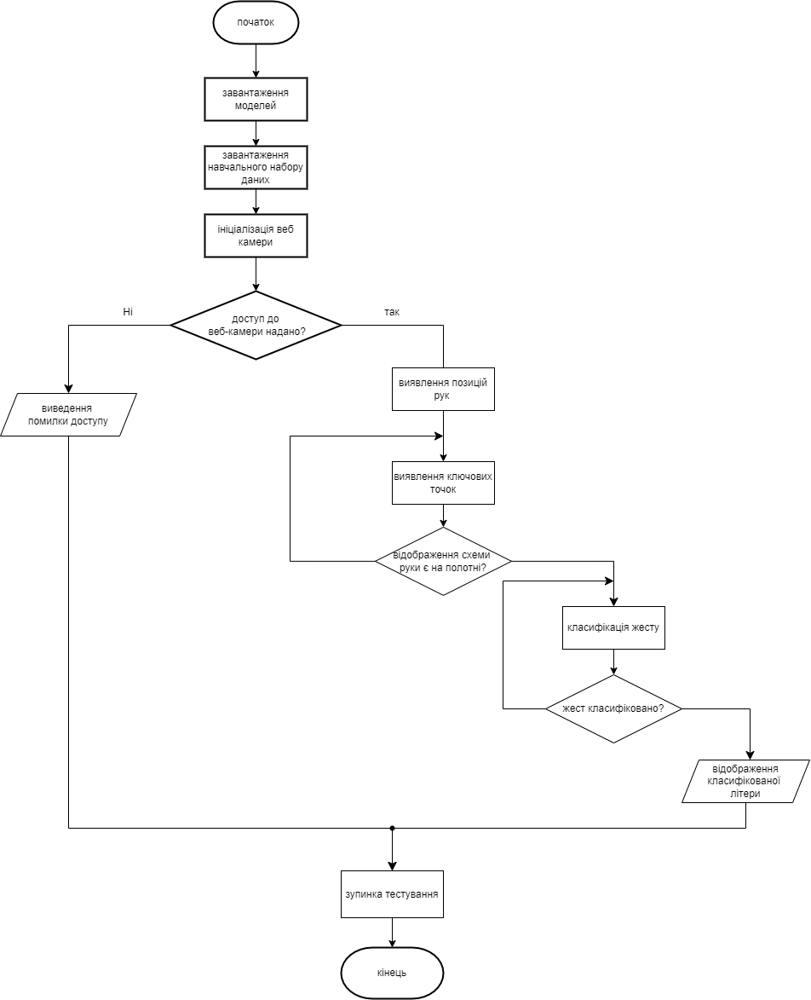 початок
завантаження
моделей
завантаження
навчального набору
даних
ініціалізація веб
камери
доступ до
веб-камери надано?
Ні
так
виведення
помилки доступу
виявлення позицій
рук
виявлення ключових
точок
відображення схеми
руки є на полотні?
класифікація жесту
жест класифіковано?
відображення
класифікованої
літери
зупинка тестування
кінець